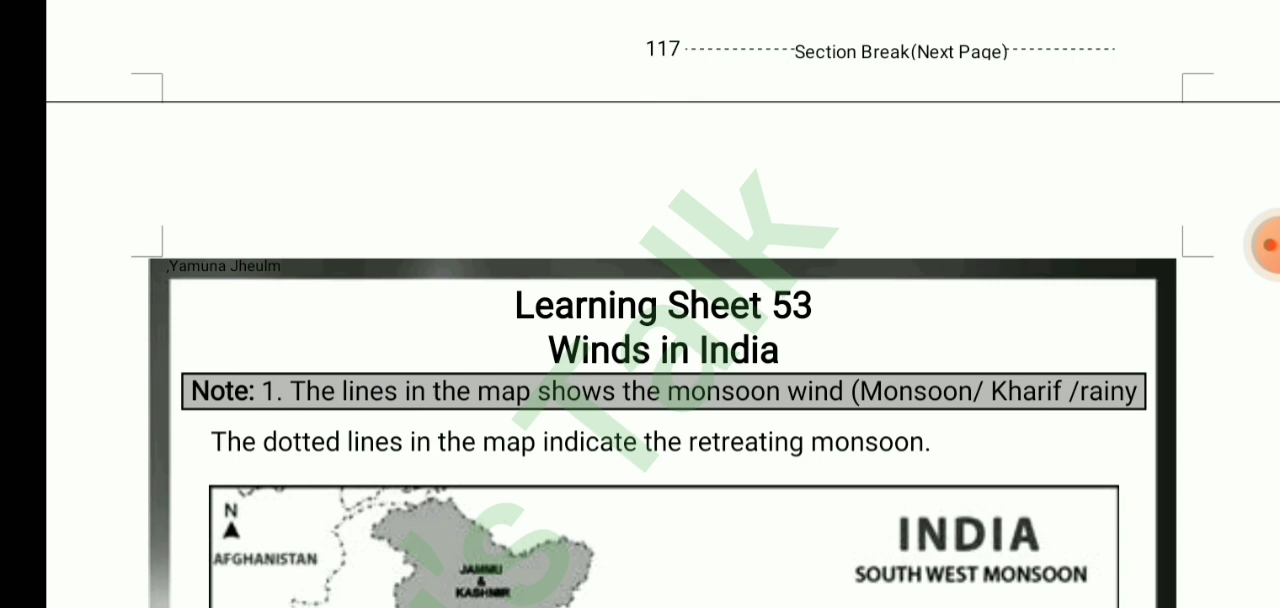 117 Section Break(Next Page)
,Yamuna Jheulm
Learning Sheet 53
Winds in India
Note: 1. The lines in the map shows the monsoon wind (Monsoon/ Kharif /rainy
The dotted lines in the map indicate the retreating monsoon.
N
INDIA
AFGHANISTAN
SOUTH WEST MONSOON
JAMMU
&
KASHMIR
's Talk